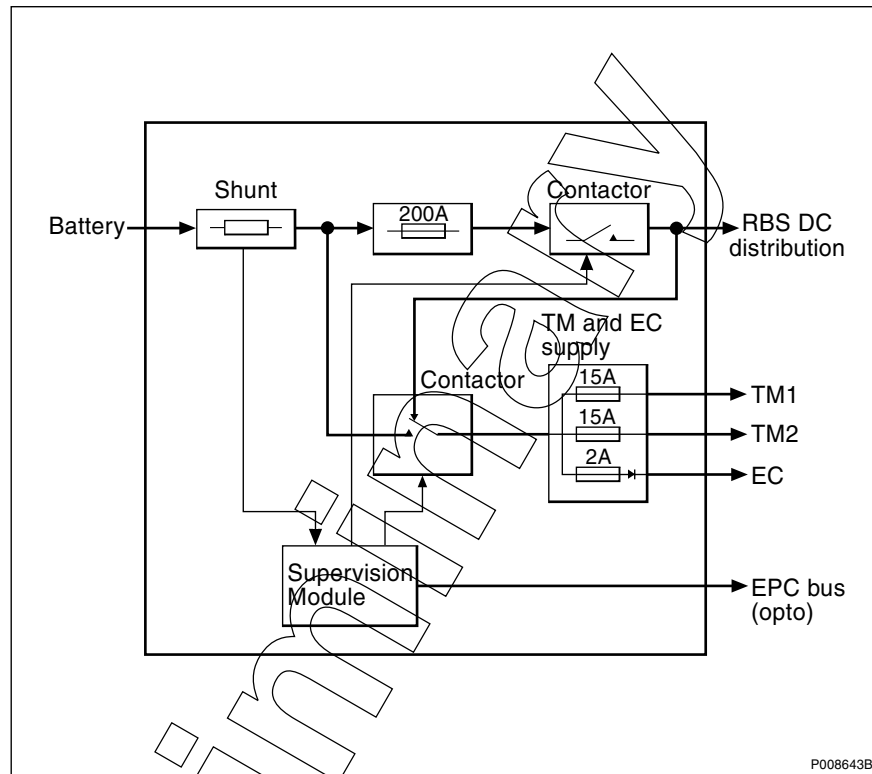 Shunt
Contactor
Battery
200A
RBS DC
distribution
TM and EC
supply
Contactor
15A
TM1
15A
TM2
2A
EC
Supervision
Module
EPC bus
(opto)
P008643B
iminary